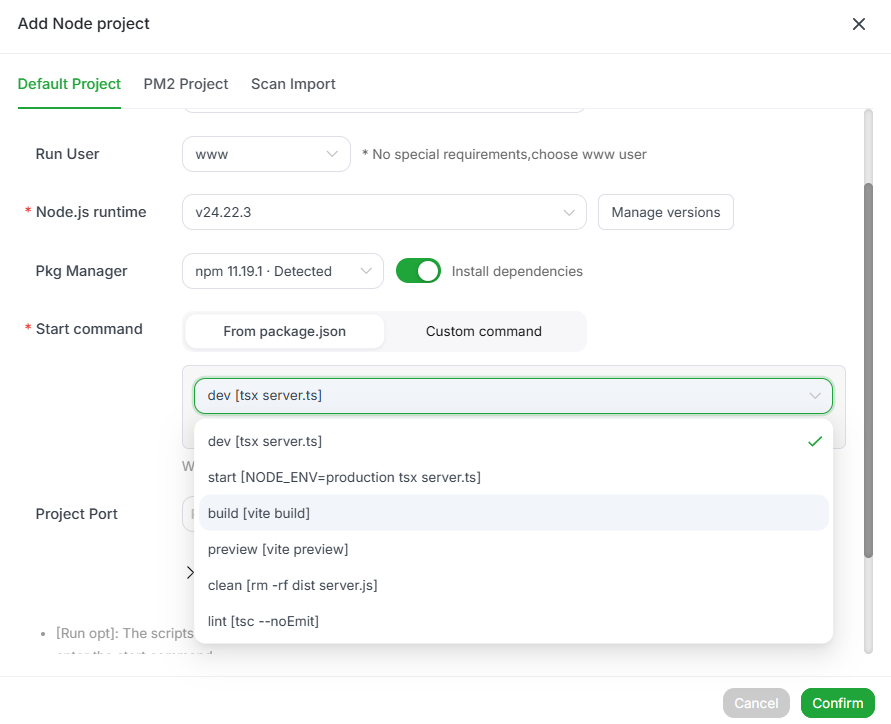 Add Node project
Default Project PM2 Project Scan Import
Run User www * No special requirements,choose www user
* Node.js runtime v24.22.3 Manage versions
Pkg Manager npm 11.19.1 · Detected Install dependencies
* Start command From package.json Custom command
dev [tsx server.ts]
dev [tsx server.ts]
W
start [NODE_ENV=production tsx server.ts]
Project Port build [vite build]
preview [vite preview]
clean [rm -rf dist server.js]
lint [tsc --noEmit]
• [Run opt]: The scripts
Cancel Confirm